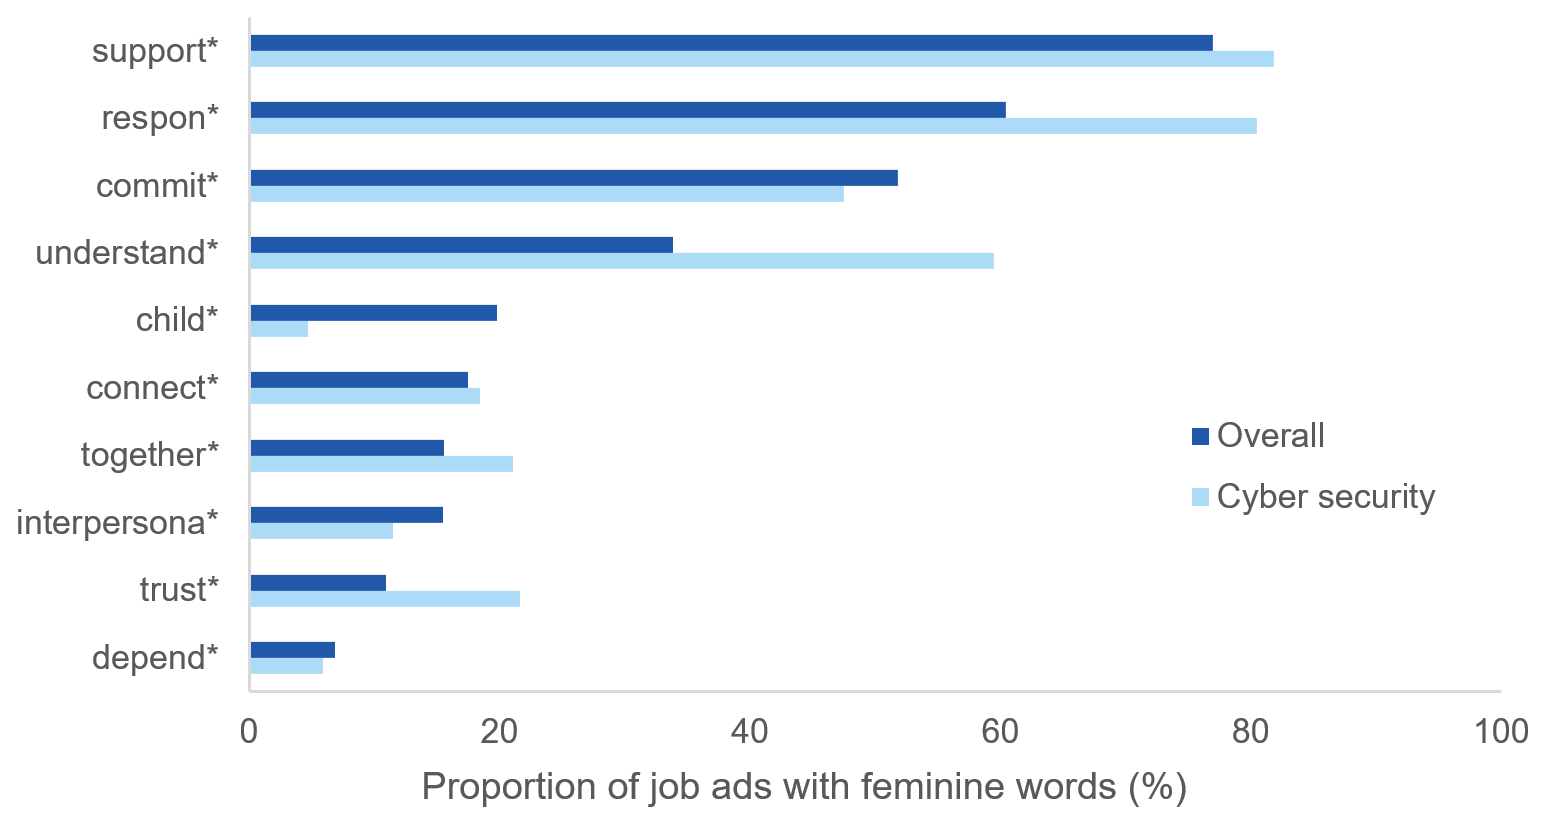 support*
respon*
commit*
understand*
child*
connect*
together*
interpersona*
trust*
depend*
Overall
Cyber security
0 20 40 60 80 100
Proportion of job ads with feminine words (%)